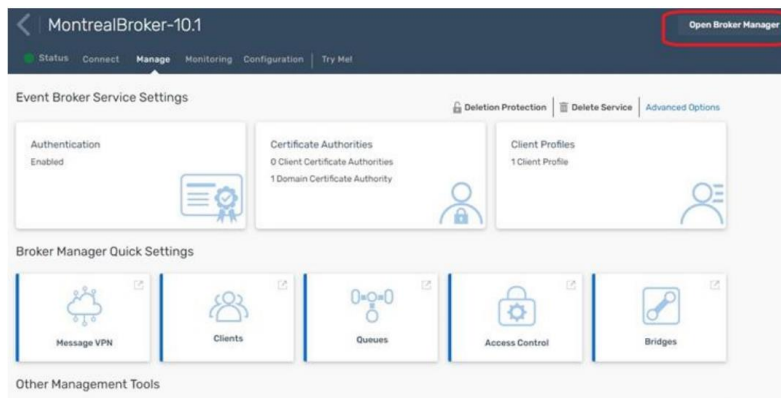 MontrealBroker-10.1
Open Broker Manager
Status Connect Manage Monitoring Configuration Try Me!
Event Broker Service Settings
Deletion Protection Delete Service Advanced Options
Authentication
Enabled
Certificate Authorities
0 Client Certificate Authorities
1 Domain Certificate Authority
Client Profiles
1 Client Profile
Broker Manager Quick Settings
Message VPN
Clients
Queues
Access Control
Bridges
Other Management Tools